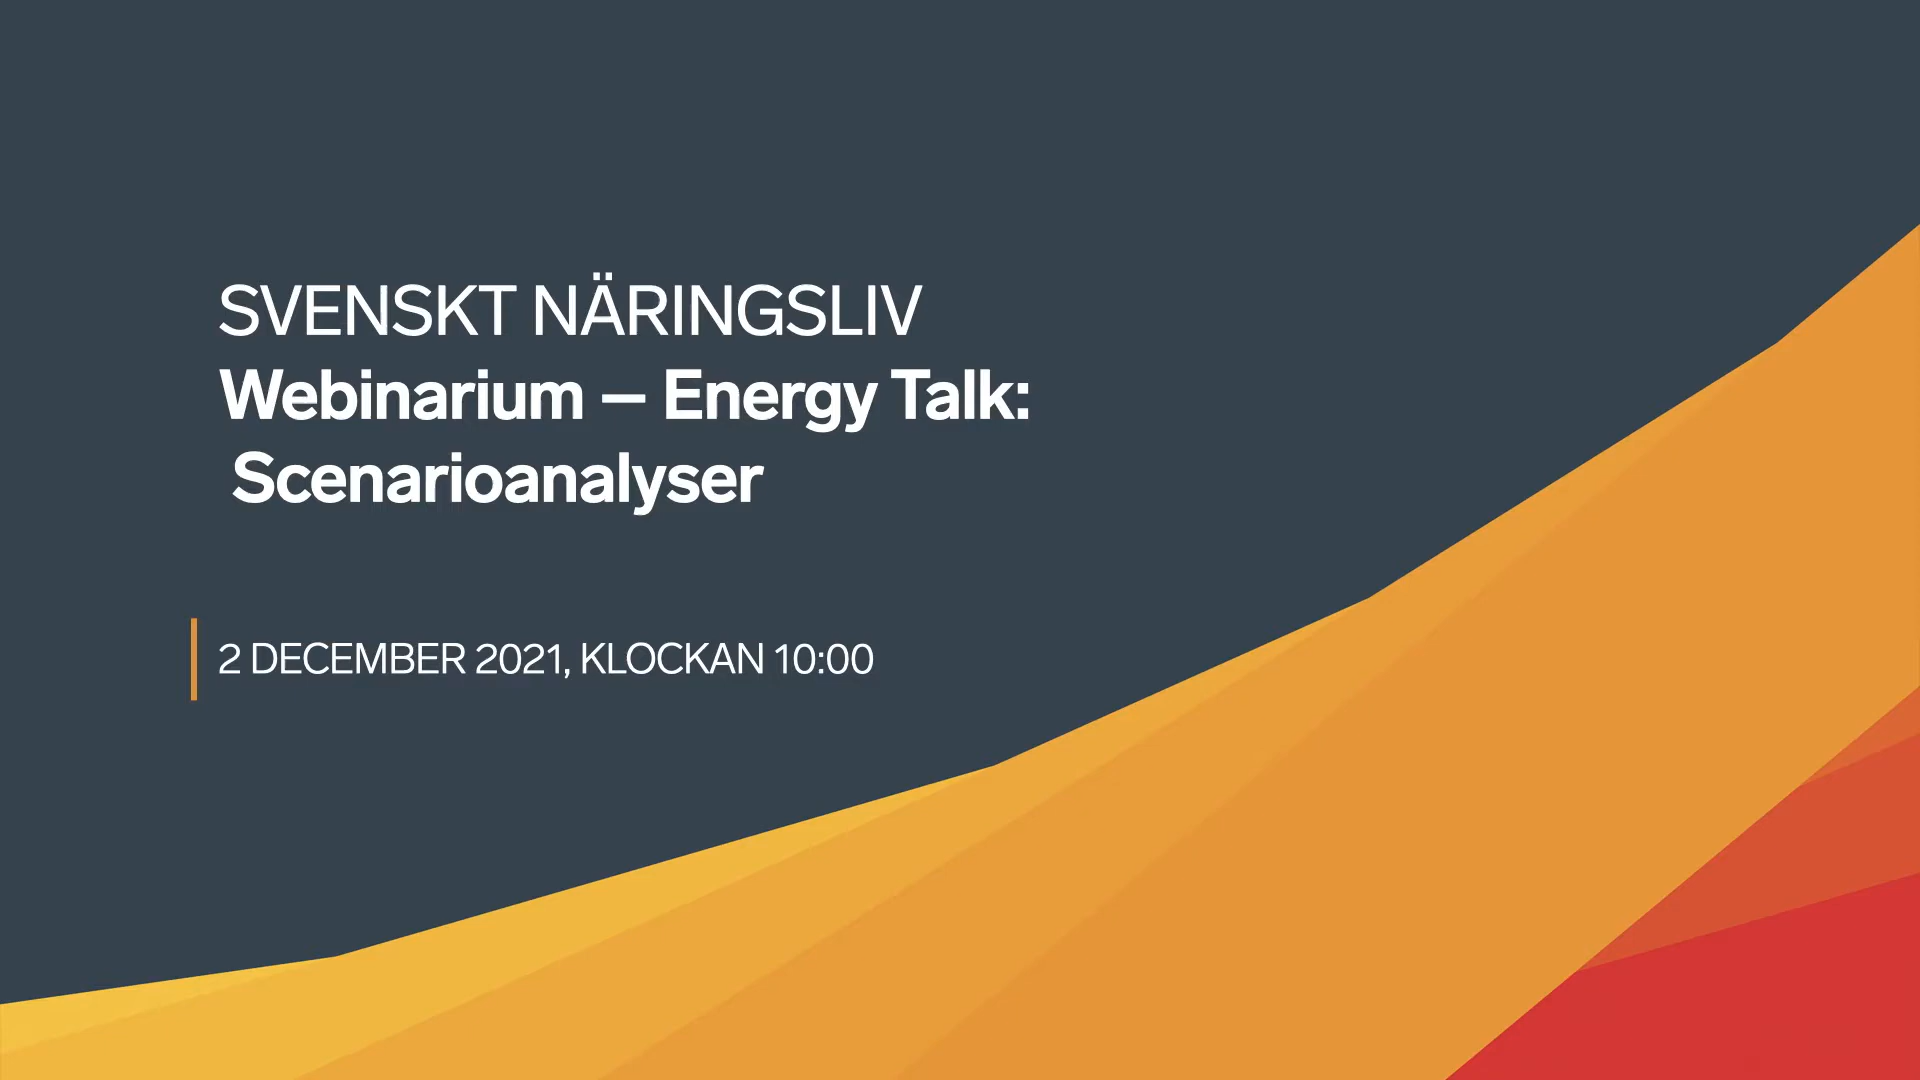 SVENSKT NÄRINGSLIV
Webinarium – Energy Talk:
Scenarioanalyser
2 DECEMBER 2021, KLOCKAN 10:00